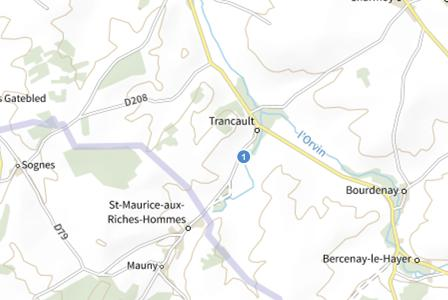 s Gatebled
D208
Trancault
l'Orvin
1
Sognes
Bourdenay
St-Maurice-aux-
Riches-Hommes
D79
Mauny
Bercenay-le-Hayer